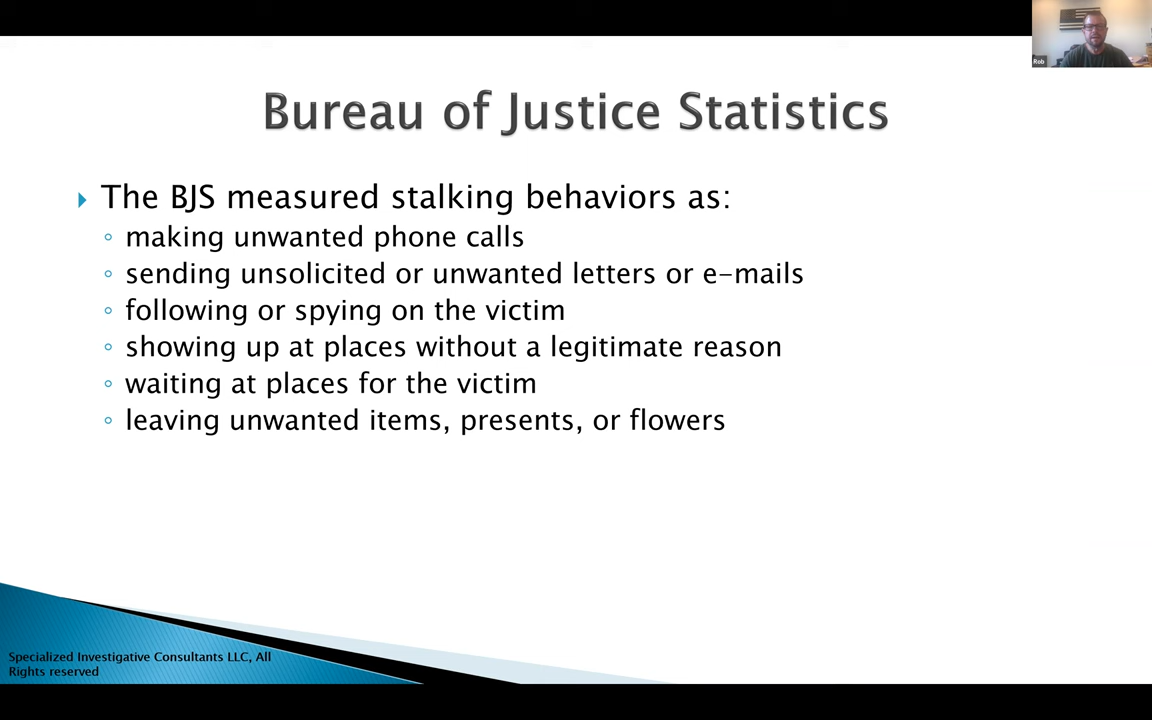 Rob
Bureau of Justice Statistics
The BJS measured stalking behaviors as:
making unwanted phone calls
sending unsolicited or unwanted letters or e-mails
following or spying on the victim
showing up at places without a legitimate reason
waiting at places for the victim
leaving unwanted items, presents, or flowers
Specialized Investigative Consultants LLC, All
Rights reserved